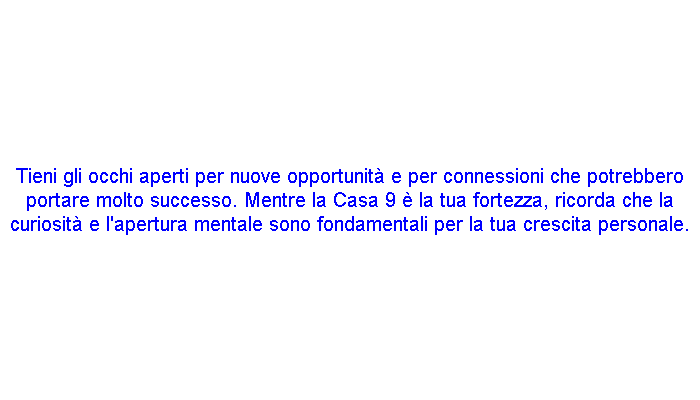 Tieni gli occhi aperti per nuove opportunità e per connessioni che potrebbero
portare molto successo. Mentre la Casa 9 è la tua fortezza, ricorda che la
curiosità e l'apertura mentale sono fondamentali per la tua crescita personale.